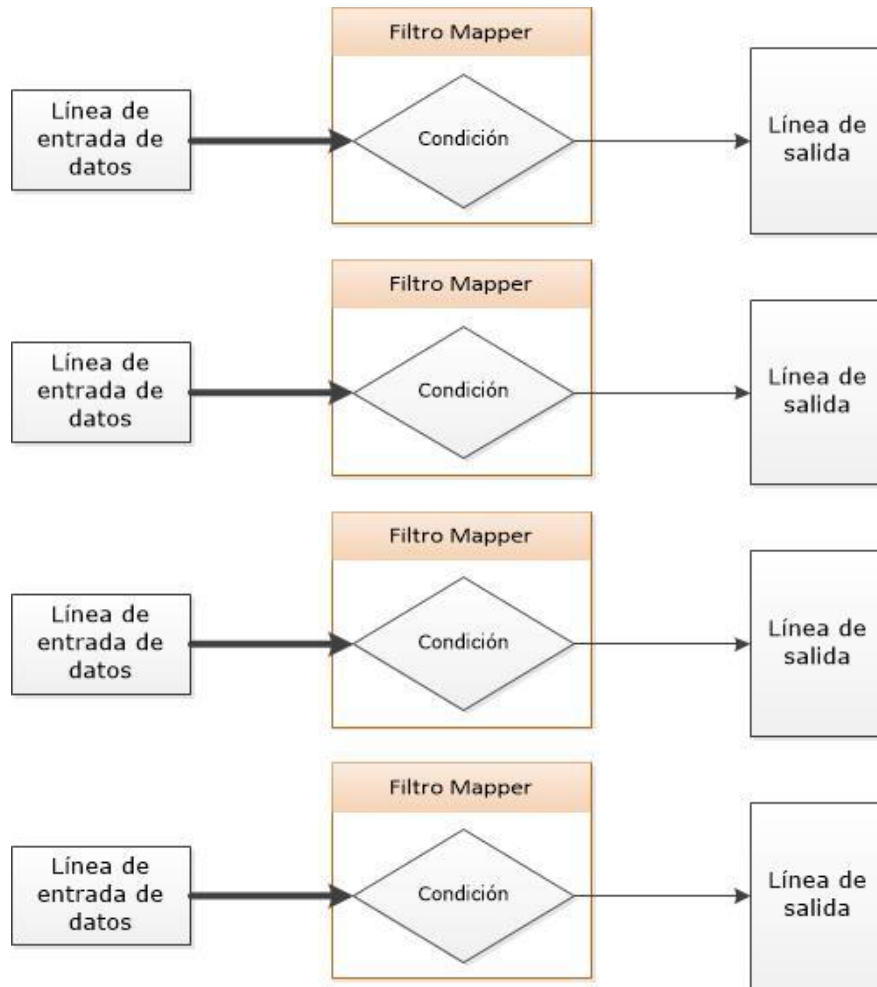 Filtro Mapper
Línea de
entrada de
datos
Condición
Línea de
salida
Filtro Mapper
Línea de
entrada de
datos
Condición
Línea de
salida
Filtro Mapper
Línea de
entrada de
datos
Condición
Línea de
salida
Filtro Mapper
Línea de
entrada de
datos
Condición
Línea de
salida